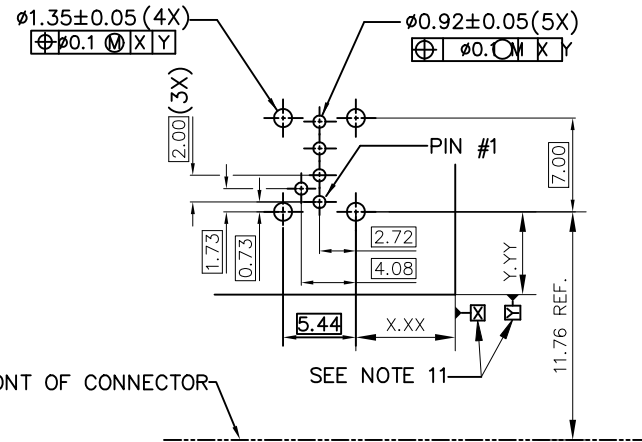 ø1.35±0.05 (4X)
⌖ ø0.1 Ⓜ X Y
ø0.92±0.05 (5X)
⌖ ø0.1 Ⓜ X Y
2.00 (3X)
PIN #1
7.00
1.73
0.73
2.72
4.08
Y.YY
5.44
X.XX
X
Y
11.76 REF.
SEE NOTE 11
ONT OF CONNECTOR